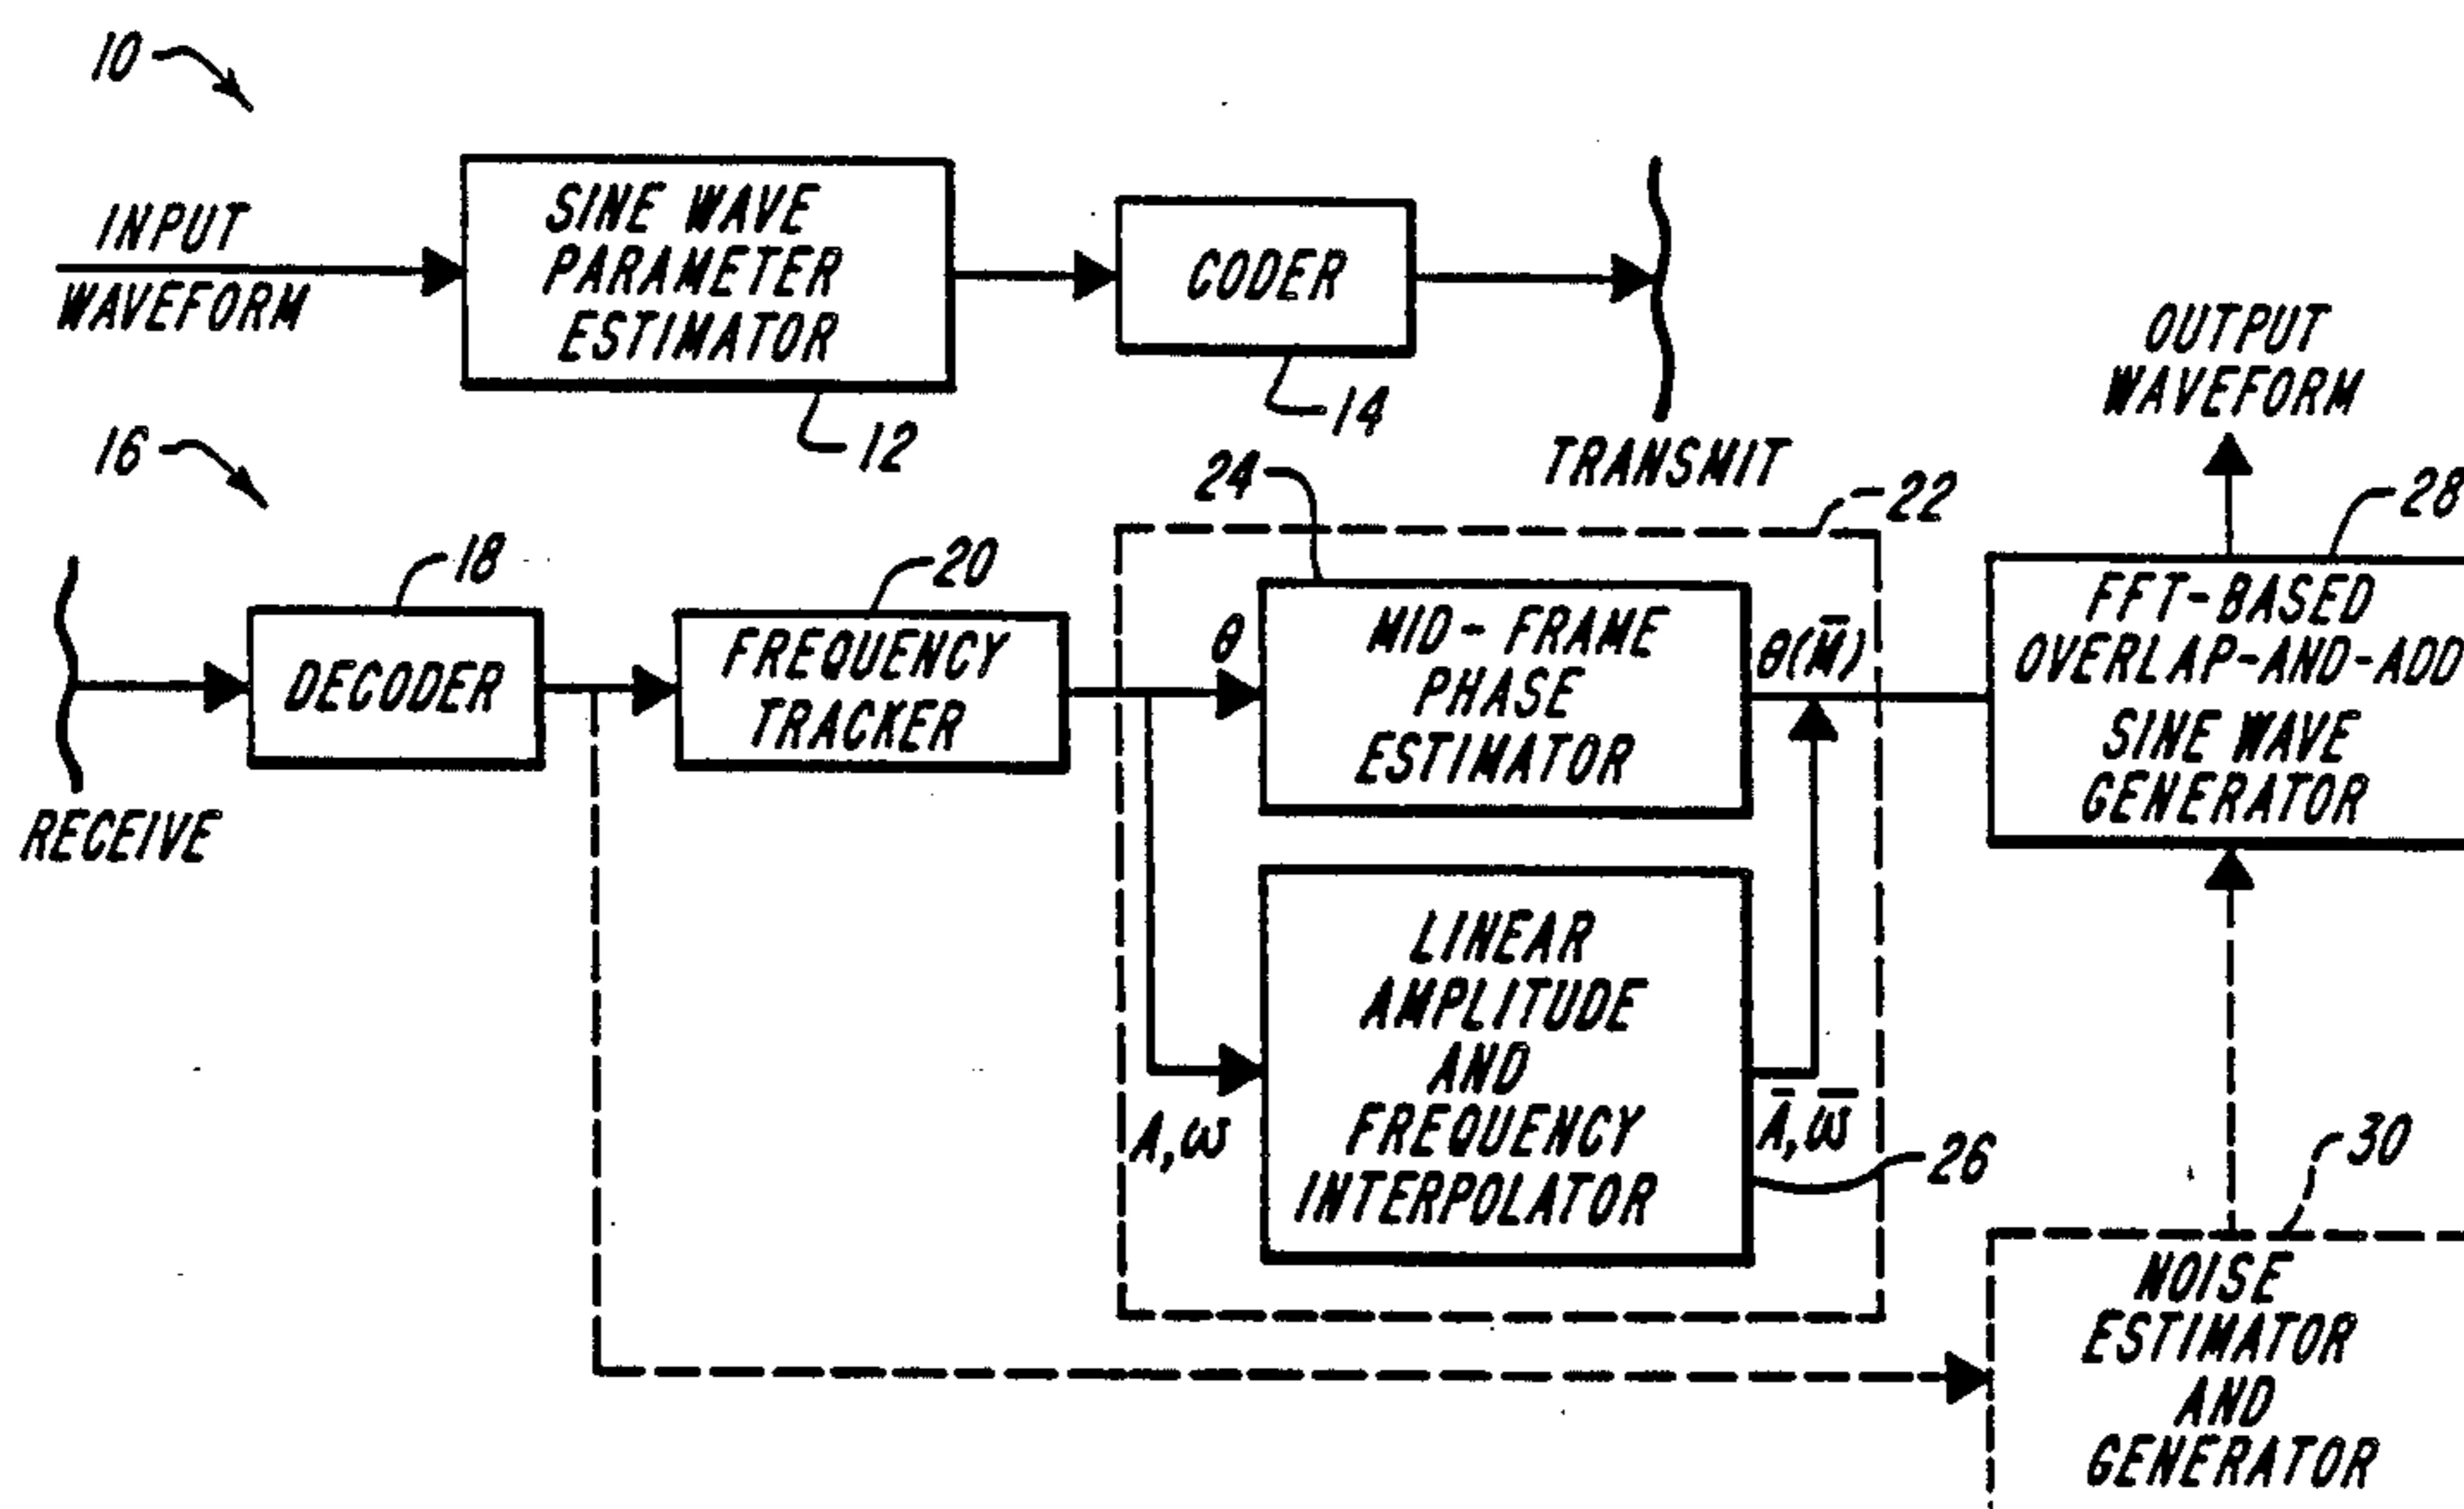 10
INPUT
WAVEFORM
SINE WAVE
PARAMETER
ESTIMATOR
12
CODER
14
TRANSMIT
16
RECEIVE
DECODER
18
FREQUENCY
TRACKER
20
22
24
θ
MID-FRAME
PHASE
ESTIMATOR
θ(M̅)
A,ω
LINEAR
AMPLITUDE
AND
FREQUENCY
INTERPOLATOR
A̅,ω̅
26
OUTPUT
WAVEFORM
28
FFT-BASED
OVERLAP-AND-ADD
SINE WAVE
GENERATOR
30
NOISE
ESTIMATOR
AND
GENERATOR